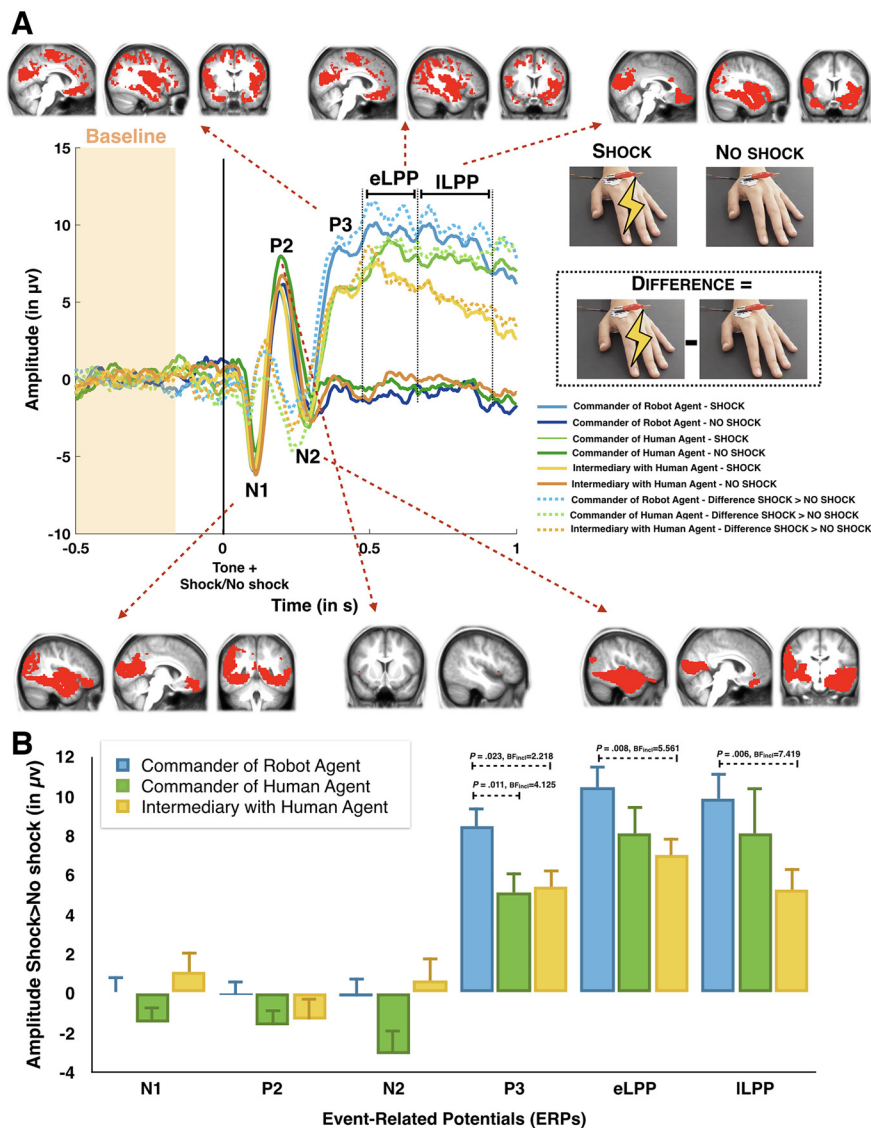 A
Baseline
15
10
5
0
-5
-10
Amplitude (in μv)
eLPP
lLPP
P3
P2
N1
N2
-0.5
0
0.5
1
Tone +
Shock/No shock
Time (in s)
SHOCK
NO SHOCK
DIFFERENCE =
-
Commander of Robot Agent - SHOCK
Commander of Robot Agent - NO SHOCK
Commander of Human Agent - SHOCK
Commander of Human Agent - NO SHOCK
Intermediary with Human Agent - SHOCK
Intermediary with Human Agent - NO SHOCK
Commander of Robot Agent - Difference SHOCK > NO SHOCK
Commander of Human Agent - Difference SHOCK > NO SHOCK
Intermediary with Human Agent - Difference SHOCK > NO SHOCK
B
12
10
8
6
4
2
0
-2
-4
Amplitude Shock>No shock (in μv)
Commander of Robot Agent
Commander of Human Agent
Intermediary with Human Agent
P = .023, BFincl=2.218
P = .011, BFincl=4.125
P = .008, BFincl=5.561
P = .006, BFincl=7.419
N1
P2
N2
P3
eLPP
lLPP
Event-Related Potentials (ERPs)